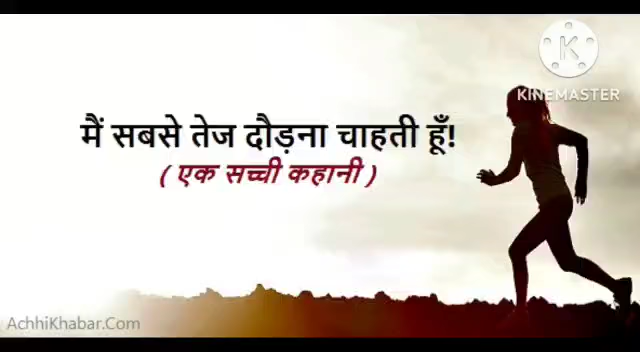 KINEMASTER
मैं सबसे तेज दौड़ना चाहती हूँ!
( एक सच्ची कहानी )
AchhiKhabar.Com